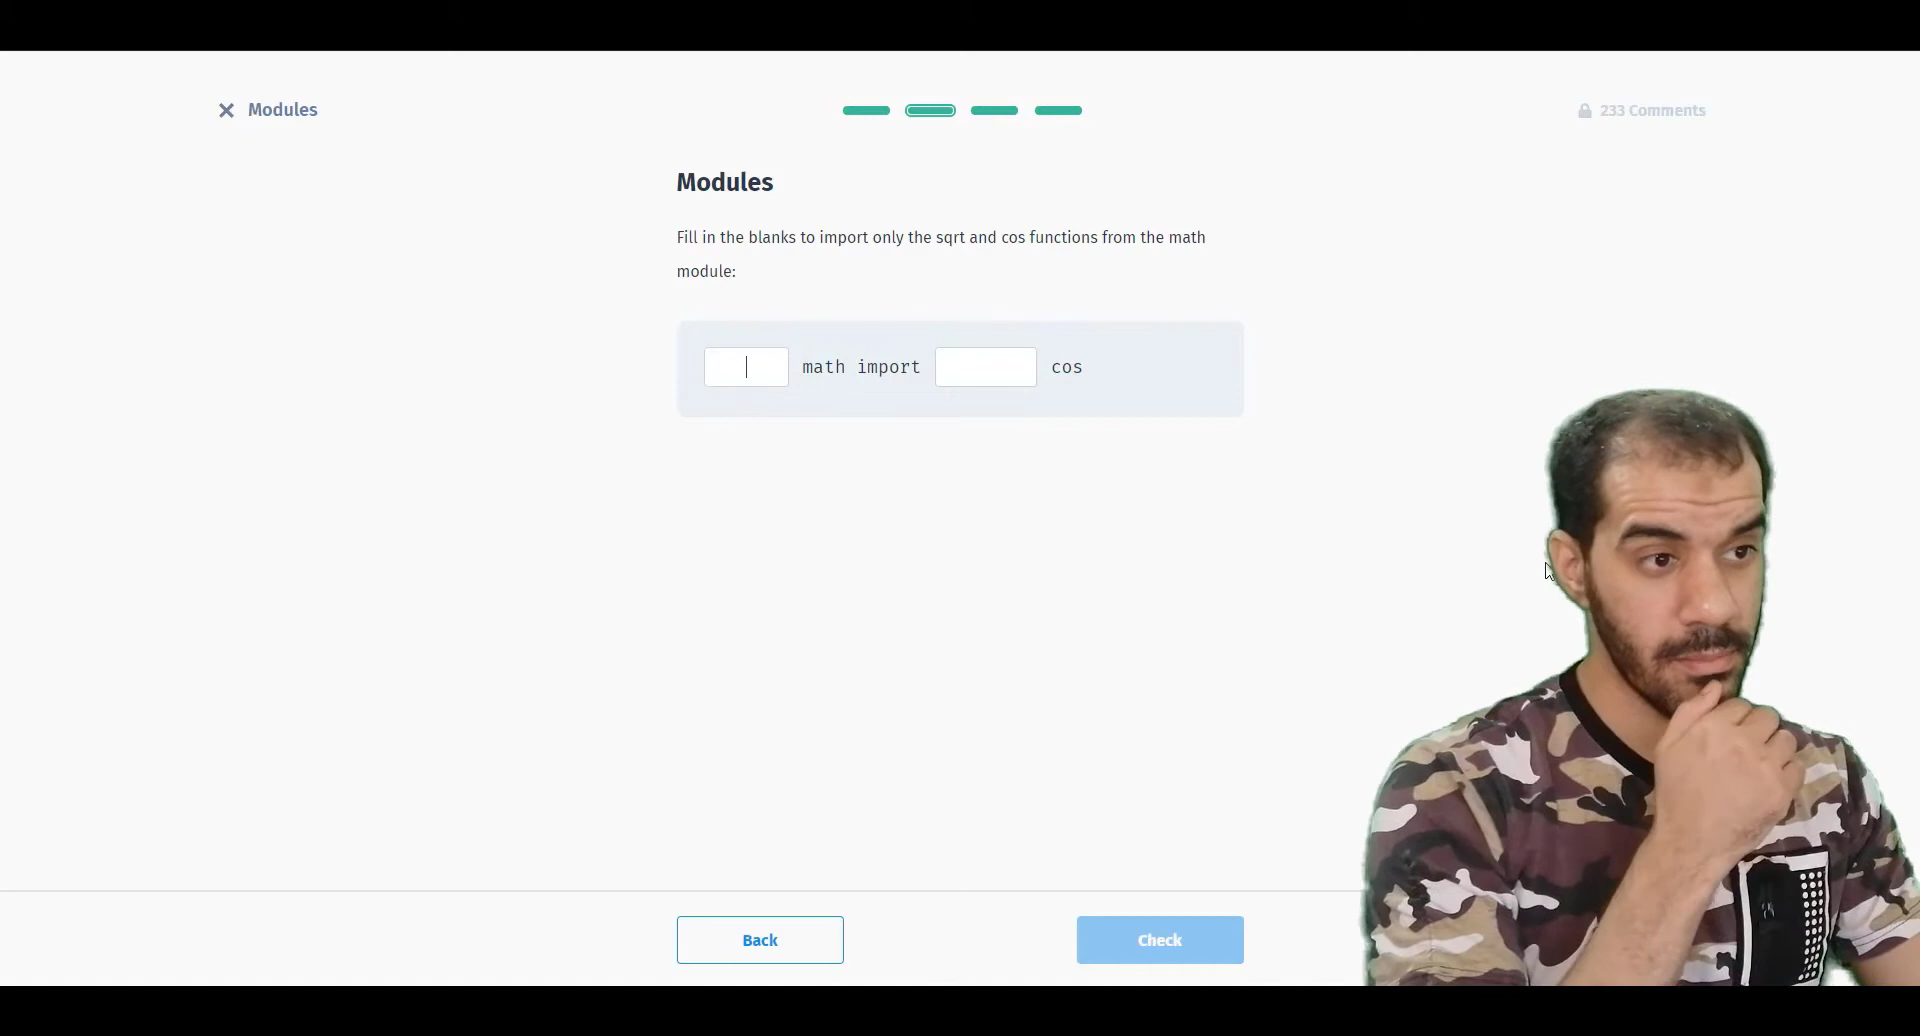 Modules
233 Comments
Modules
Fill in the blanks to import only the sqrt and cos functions from the math
module:
math import cos
Back
Check